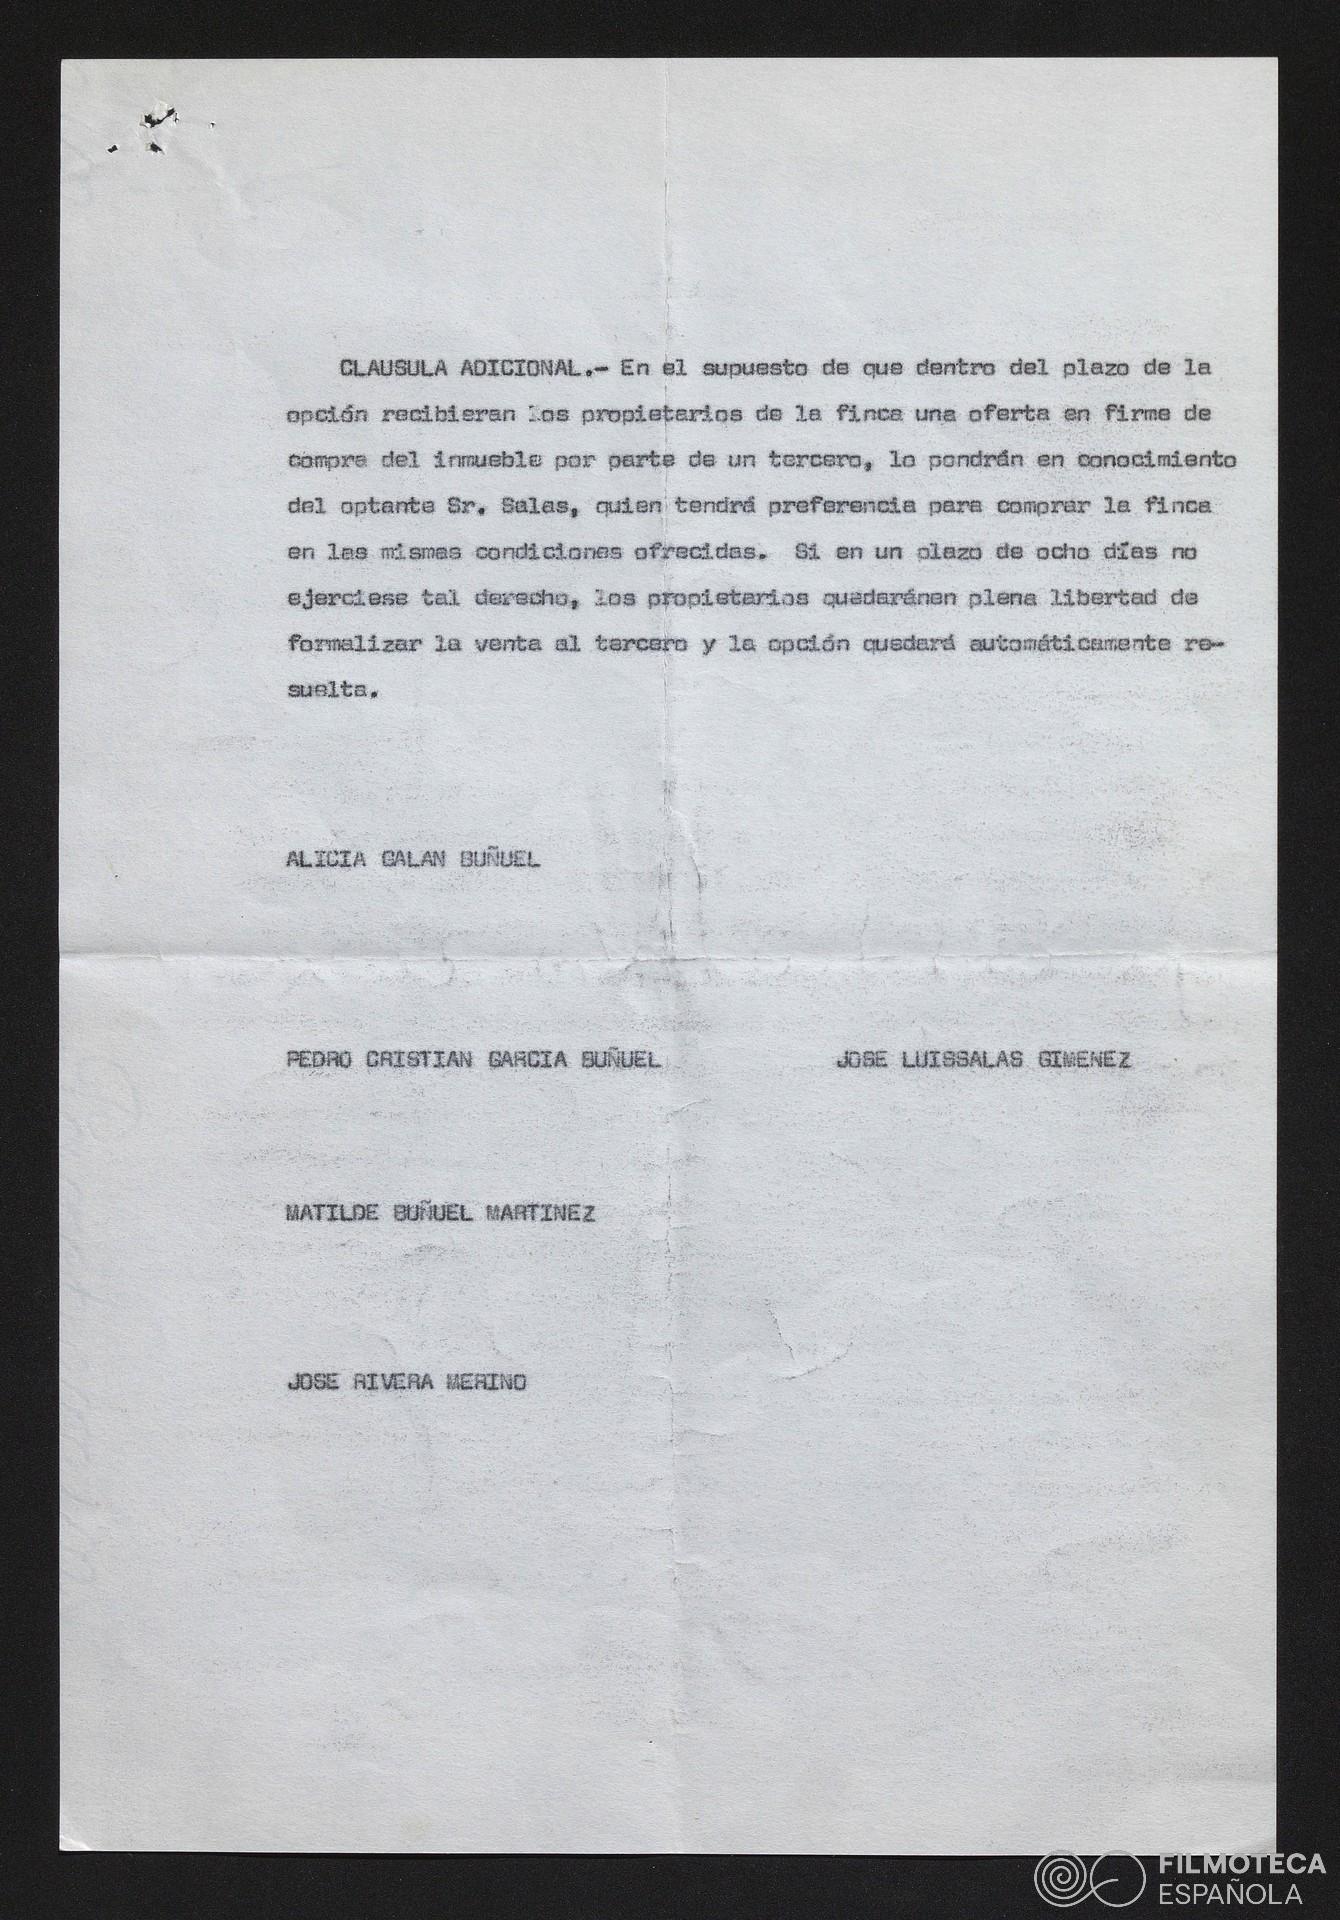 CLAUSULA ADICIONAL.- En el supuesto de que dentro del plazo de la
opción recibieran los propietarios de la finca una oferta en firme de
compra del inmueble por parte de un tercero, lo pondrán en conocimiento
del optante Sr. Salas, quien tendrá preferencia para comprar la finca
en las mismas condiciones ofrecidas. Si en un plazo de ocho días no
ejerciese tal derecho, los propietarios quedaránen plena libertad de
formalizar la venta al tercero y la opción quedará automáticamente re-
suelta.
ALICIA GALAN BUÑUEL
PEDRO CRISTIAN GARCIA BUÑUEL JOSE LUISSALAS GIMENEZ
MATILDE BUÑUEL MARTINEZ
JOSE RIVERA MERINO
FILMOTECA
ESPAÑOLA